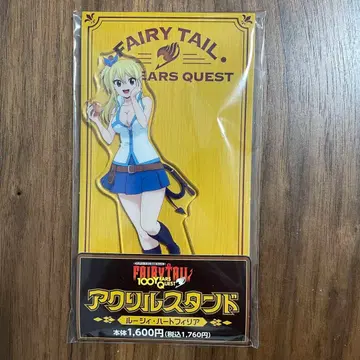 FAIRY TAIL.
EARS QUEST
FAIRY TAIL
100 YEARS QUEST
アクリルスタンド
ルーシィ・ハートフィリア
本体1,600円(税込1,760円)